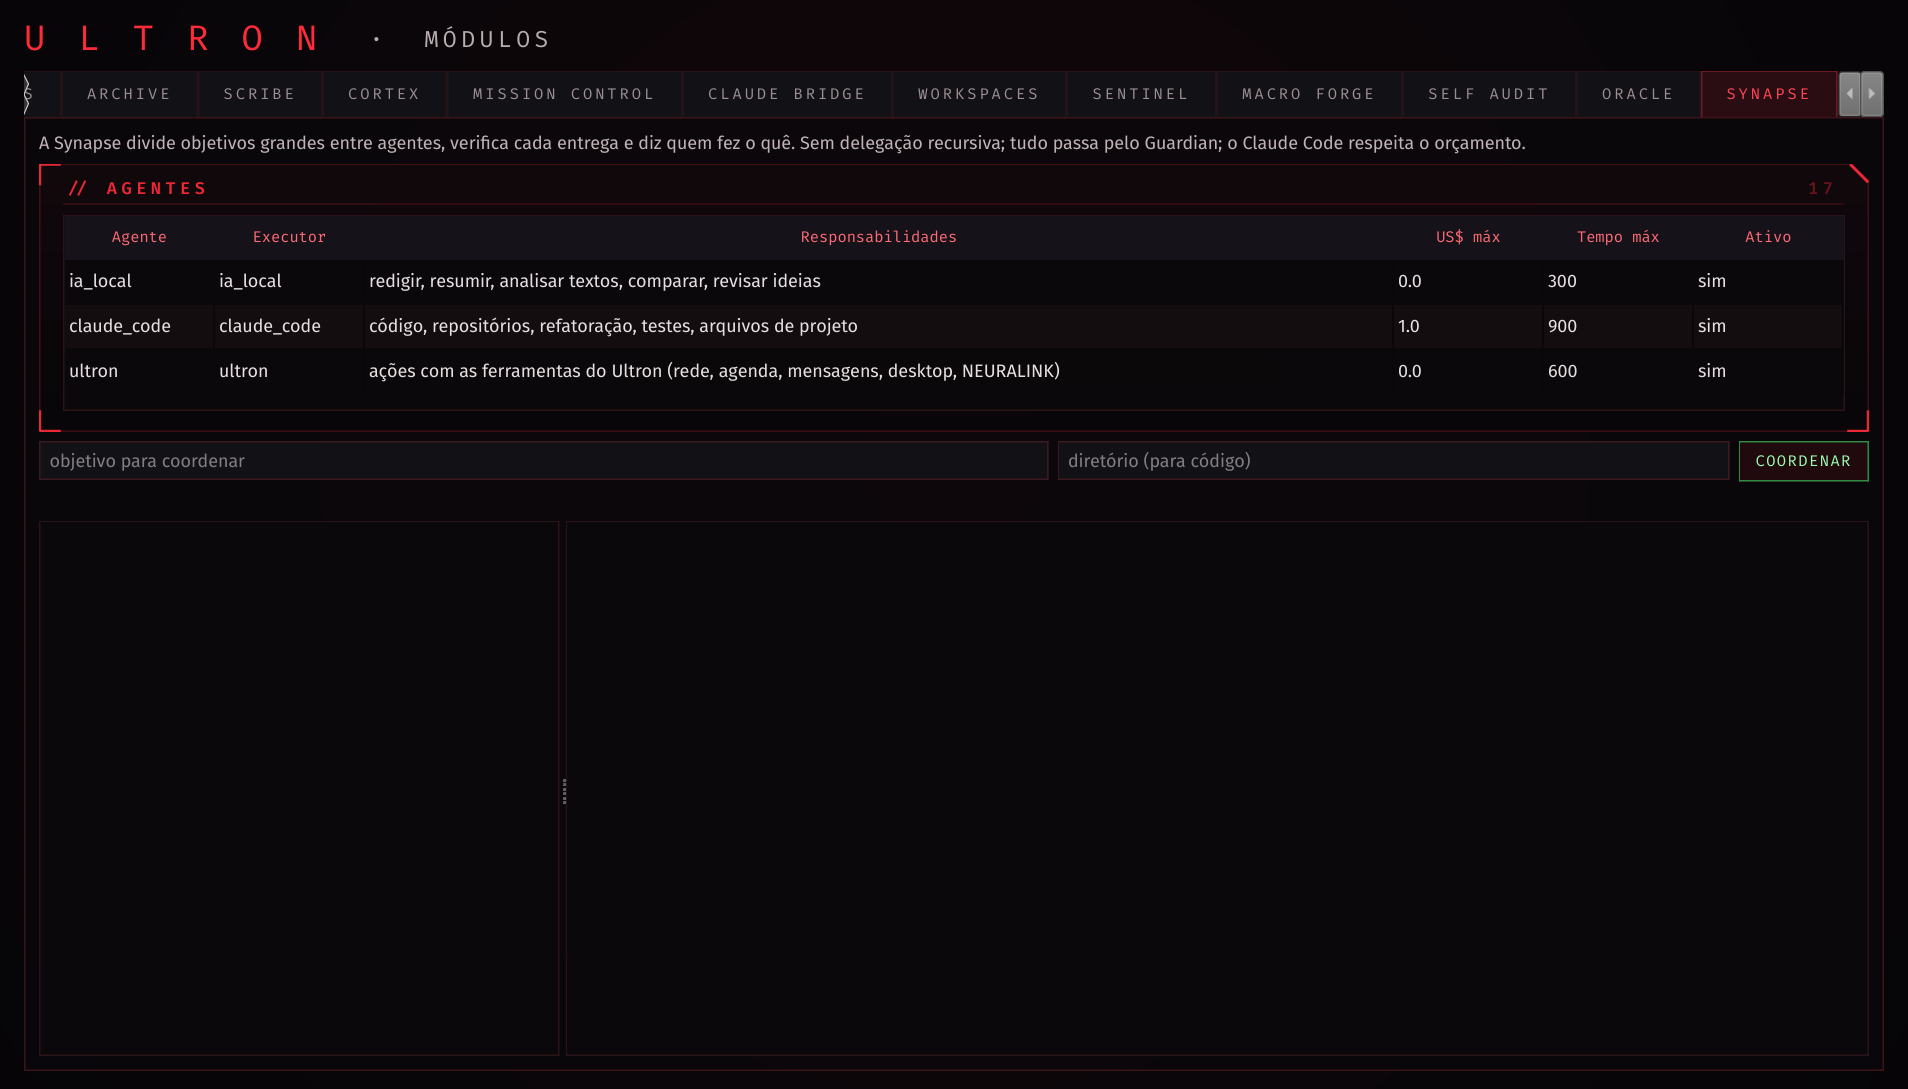 ULTRON · MÓDULOS
S ARCHIVE SCRIBE CORTEX MISSION CONTROL CLAUDE BRIDGE WORKSPACES SENTINEL MACRO FORGE SELF AUDIT ORACLE SYNAPSE
A Synapse divide objetivos grandes entre agentes, verifica cada entrega e diz quem fez o quê. Sem delegação recursiva; tudo passa pelo Guardian; o Claude Code respeita o orçamento.
// AGENTES 17
Agente Executor Responsabilidades US$ máx Tempo máx Ativo
ia_local ia_local redigir, resumir, analisar textos, comparar, revisar ideias 0.0 300 sim
claude_code claude_code código, repositórios, refatoração, testes, arquivos de projeto 1.0 900 sim
ultron ultron ações com as ferramentas do Ultron (rede, agenda, mensagens, desktop, NEURALINK) 0.0 600 sim
objetivo para coordenar diretório (para código) COORDENAR